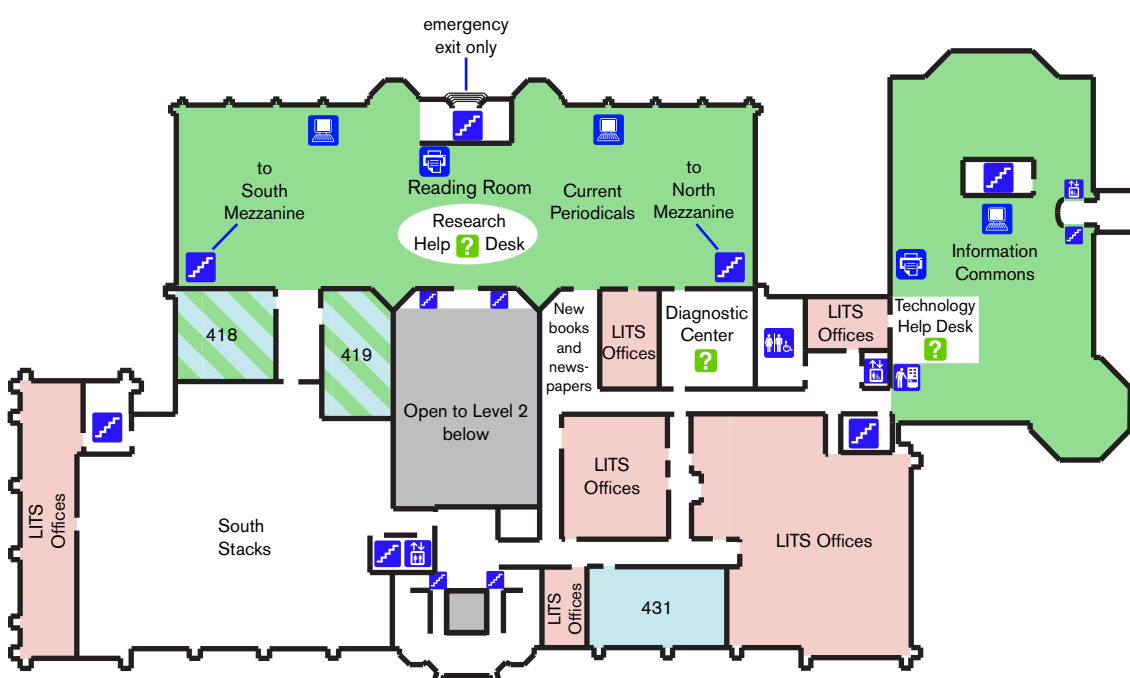 emergency
exit only
to
South
Mezzanine
Reading Room
Research
Help ? Desk
Current
Periodicals
to
North
Mezzanine
Information
Commons
Technology
Help Desk
?
418
419
New
books
and
news-
papers
LITS
Offices
Diagnostic
Center
?
LITS
Offices
Open to Level 2
below
LITS
Offices
LITS
Offices
South
Stacks
LITS Offices
LITS
Offices
431